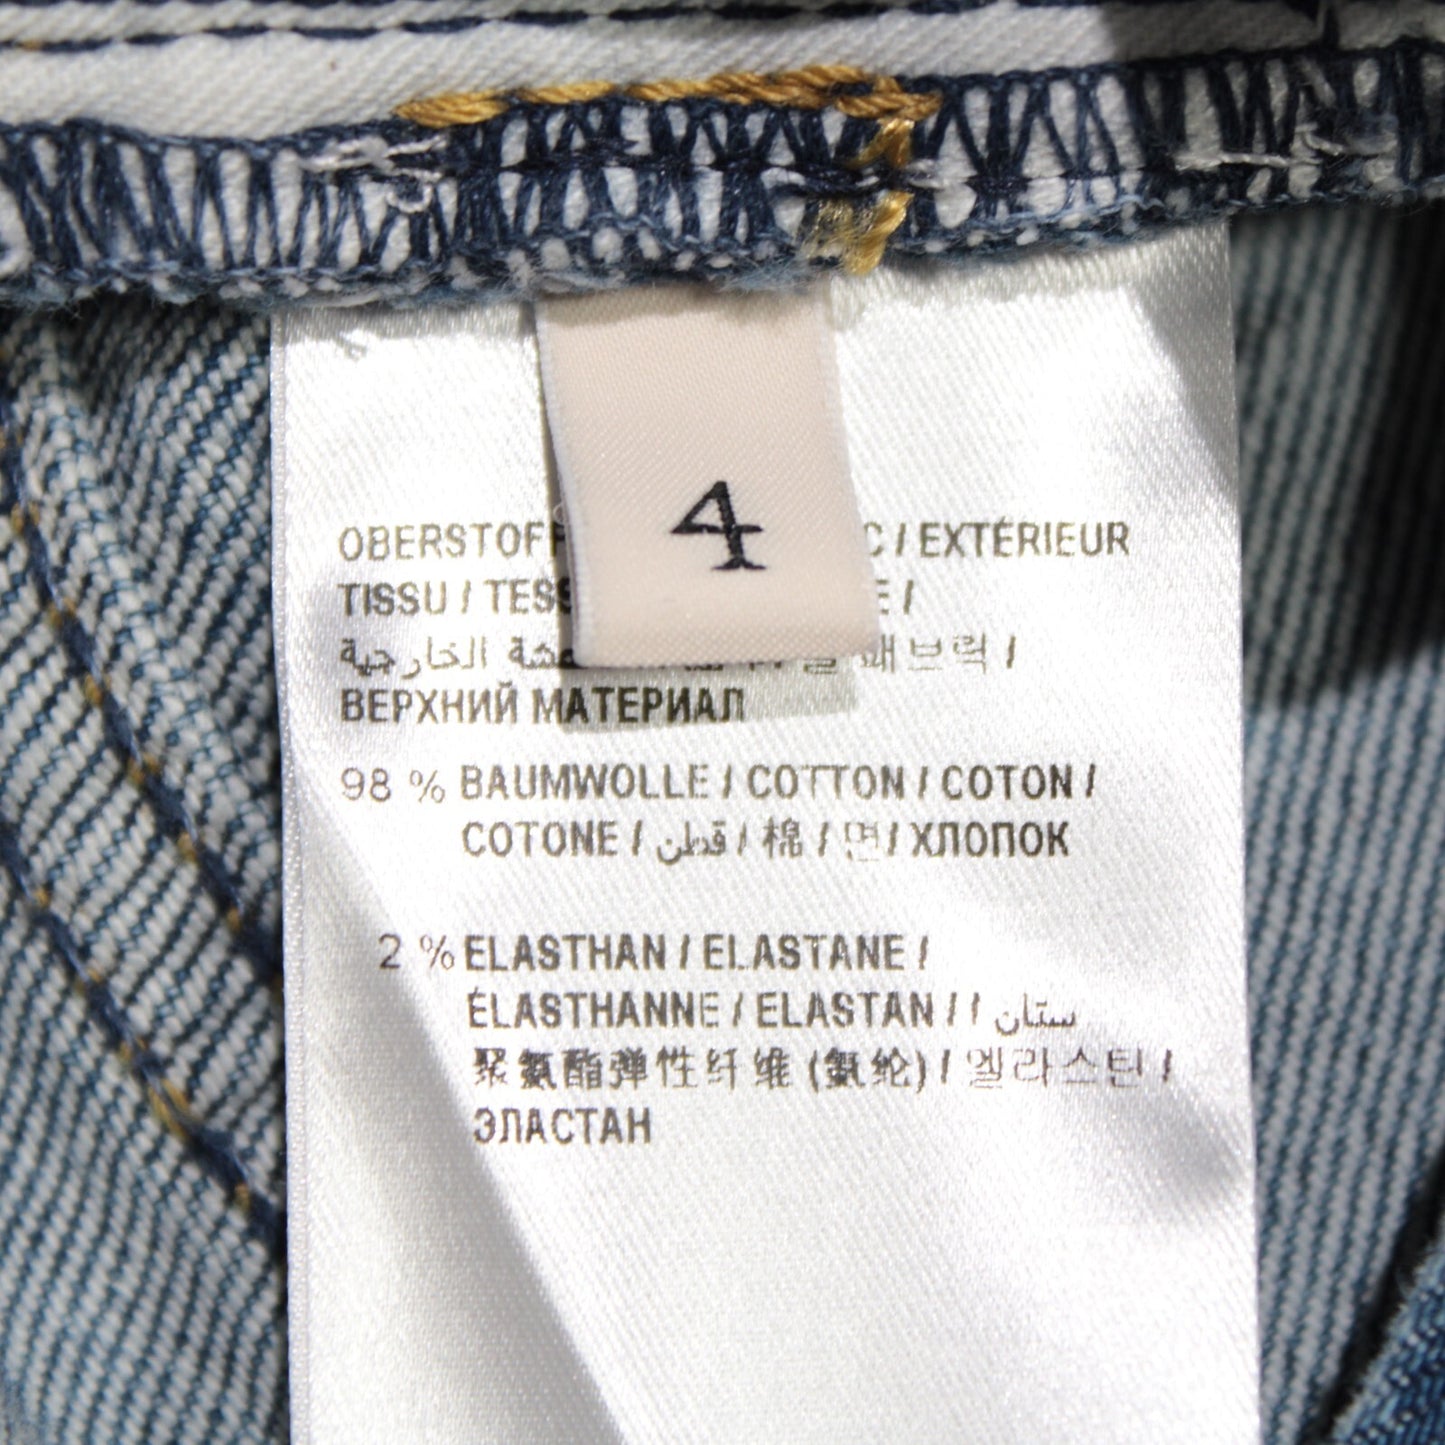 4
OBERSTOFF C / EXTÉRIEUR
TISSU / TESS E /
الخارجية 패브릭 /
ВЕРХНИЙ МАТЕРИАЛ
98 % BAUMWOLLE / COTTON / COTON /
COTONE / قطن / 棉 / 면 / ХЛОПОК
2 % ELASTHAN / ELASTANE /
ÉLASTHANNE / ELASTAN / / ستان
聚氨酯弹性纤维 (氨纶) / 엘라스틴 /
ЭЛАСТАН